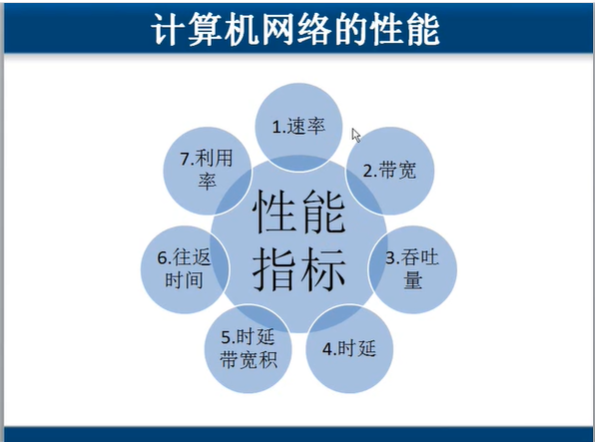 计算机网络的性能
1.速率
2.带宽
3.吞吐
量
4.时延
5.时延
带宽积
6.往返
时间
7.利用
率
性能
指标